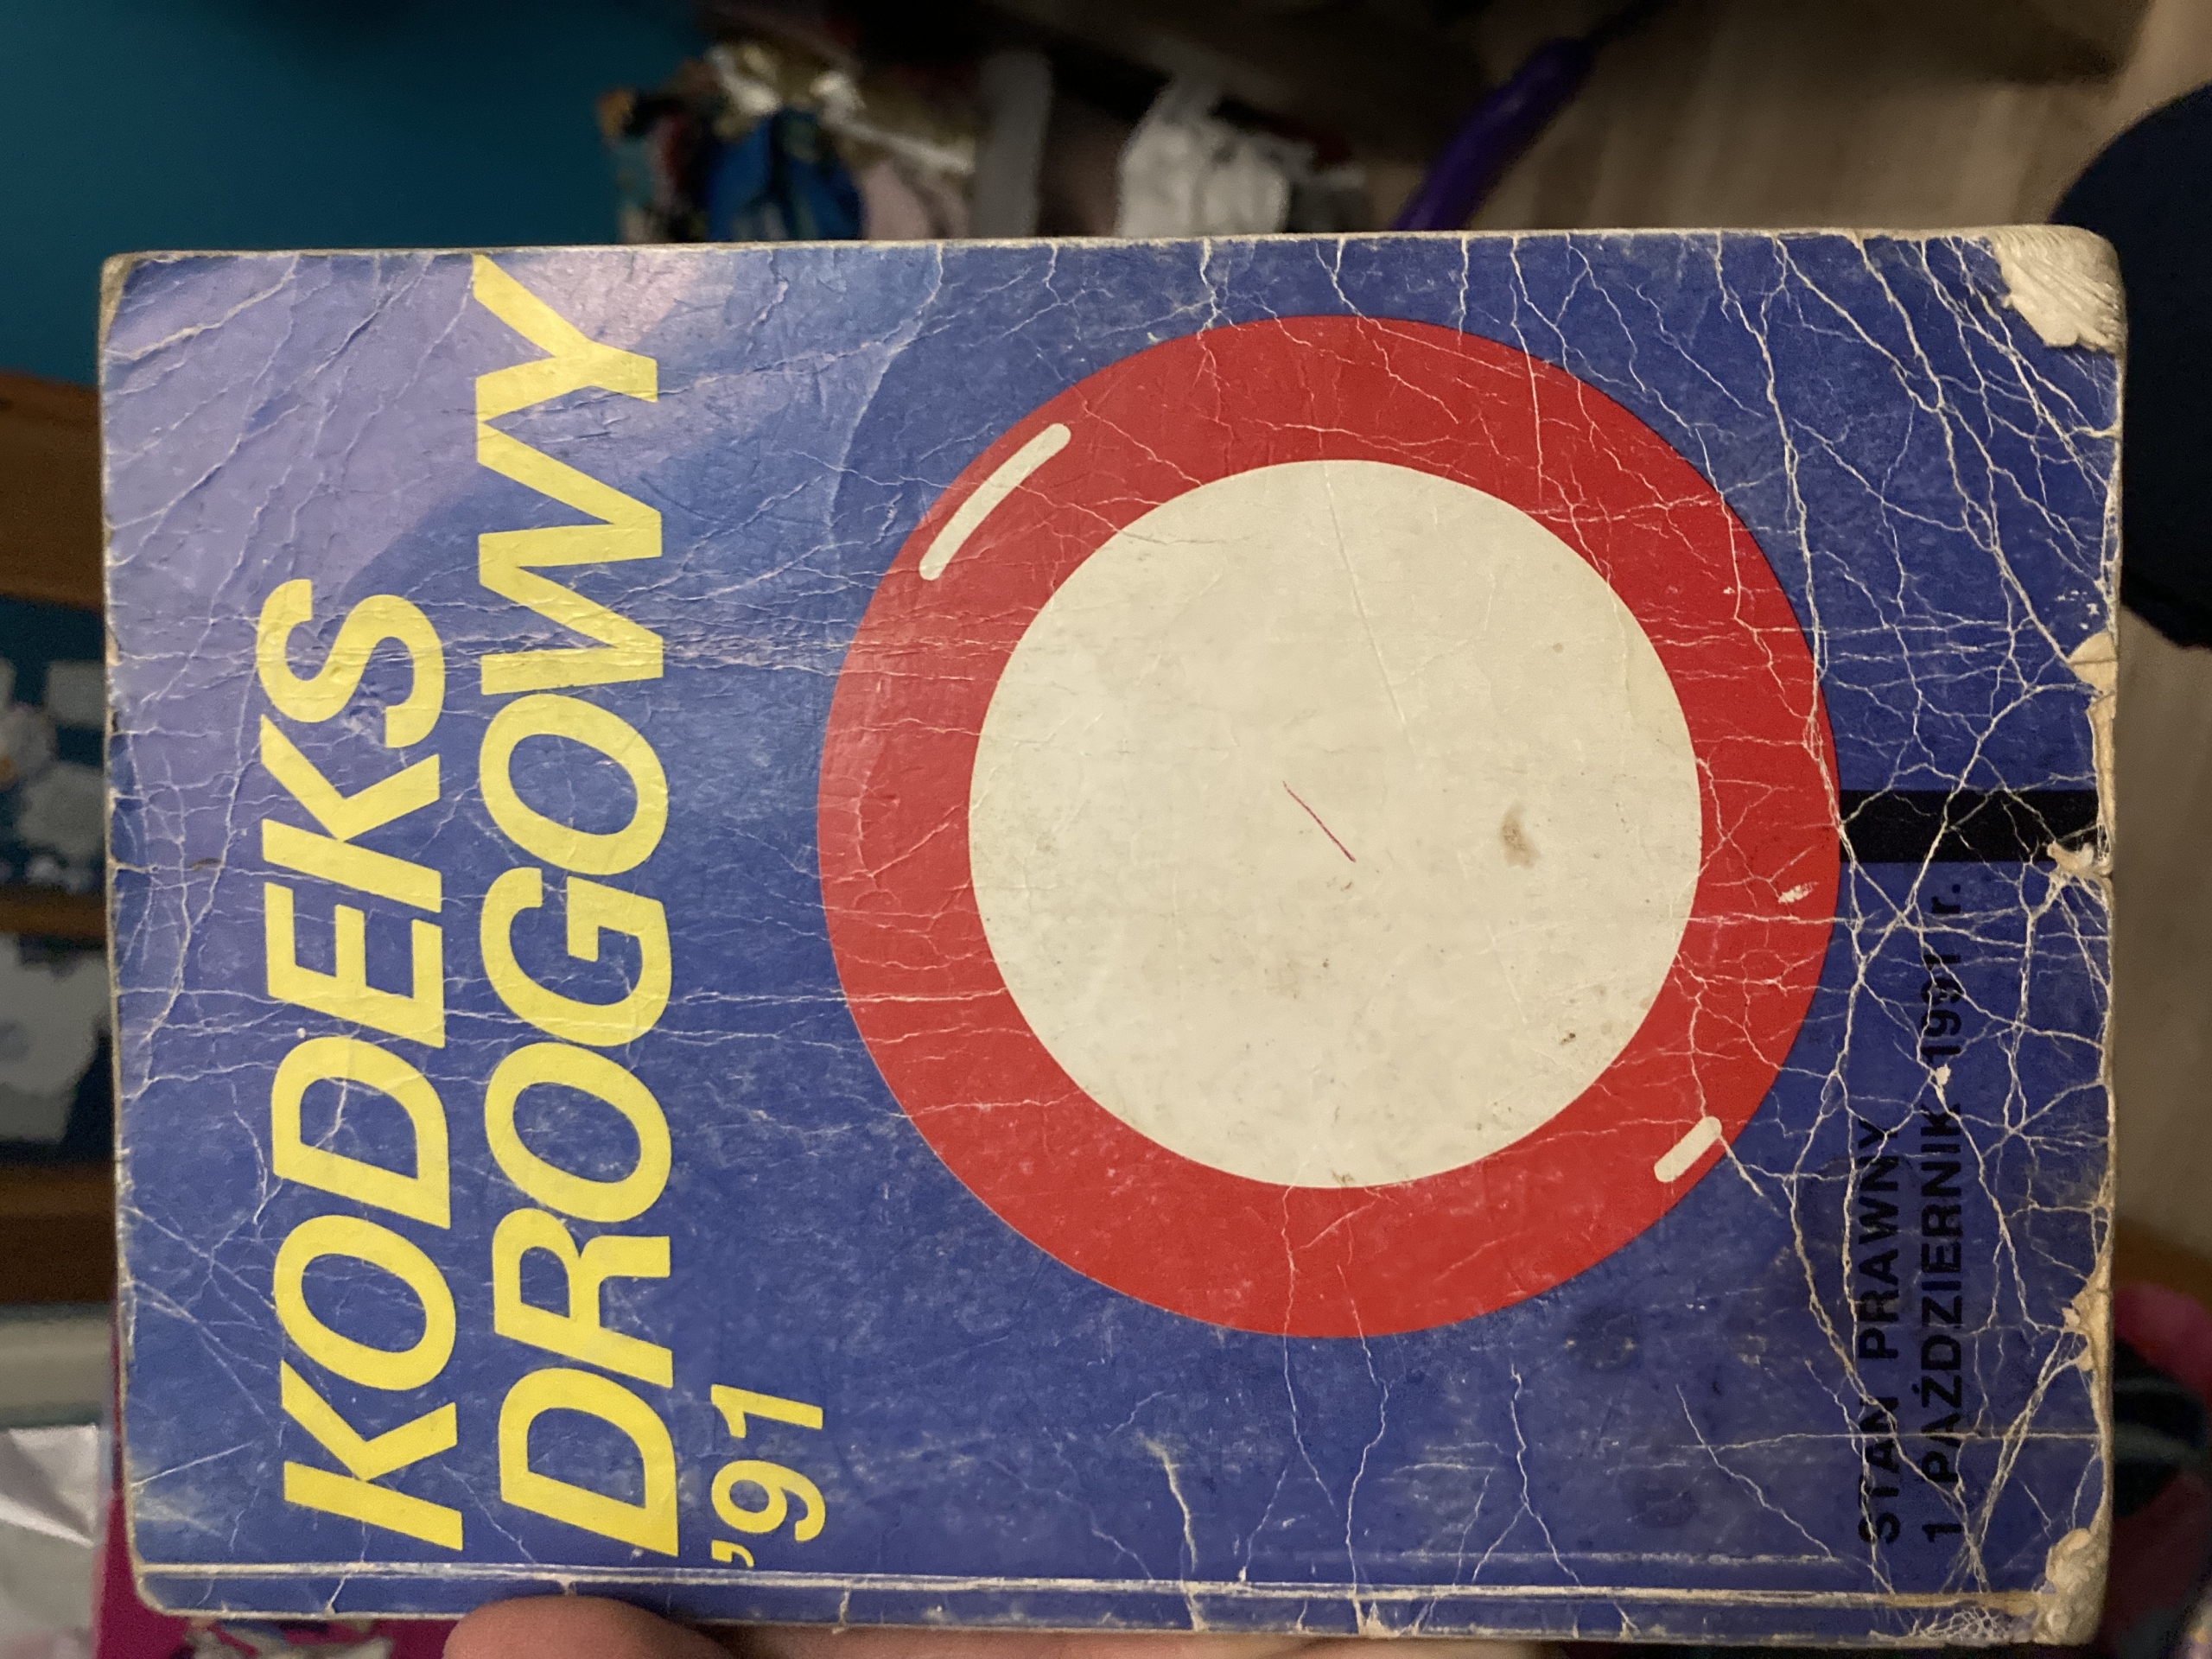 KODEKS
DROGOWY
'91
STAN PRAWNY
1 PAŹDZIERNIK 1991 r.